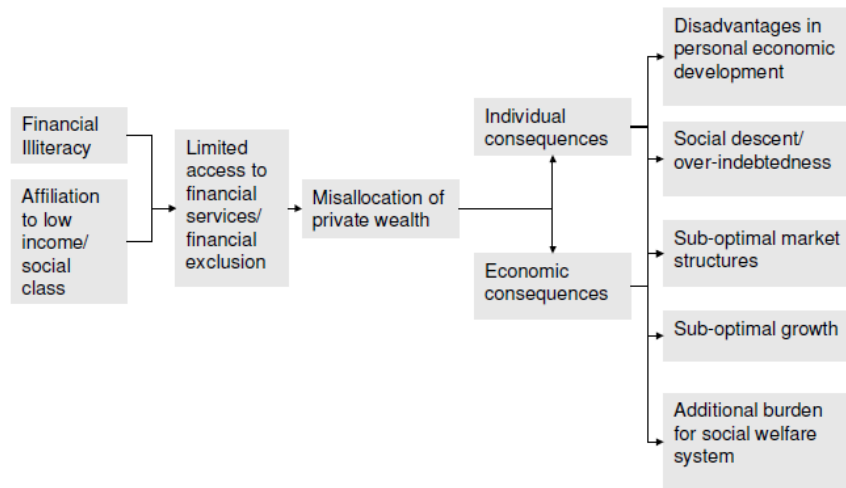 Financial
Illiteracy
Affiliation
to low
income/
social
class
Limited
access to
financial
services/
financial
exclusion
Misallocation of
private wealth
Individual
consequences
Economic
consequences
Disadvantages in
personal economic
development
Social descent/
over-indebtedness
Sub-optimal market
structures
Sub-optimal growth
Additional burden
for social welfare
system